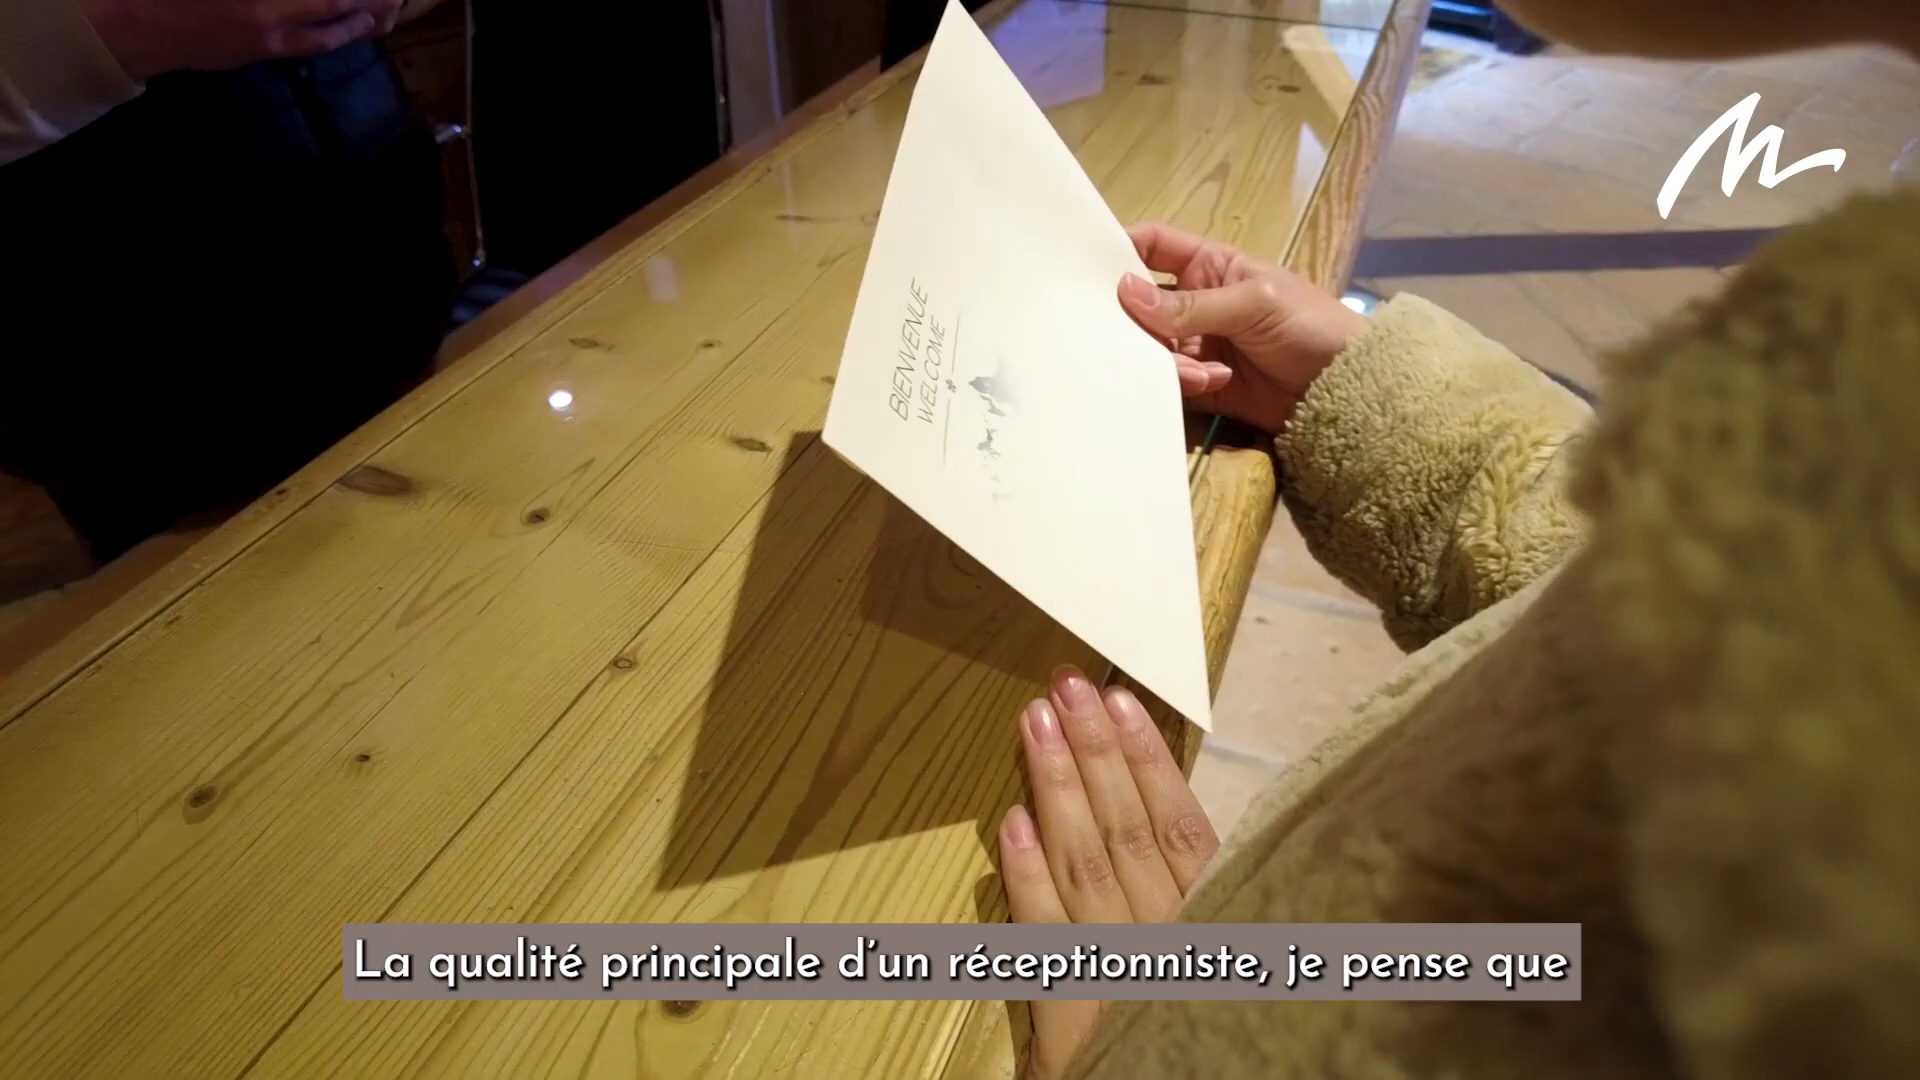 BIENVENUE
WELCOME
La qualité principale d'un réceptionniste, je pense que